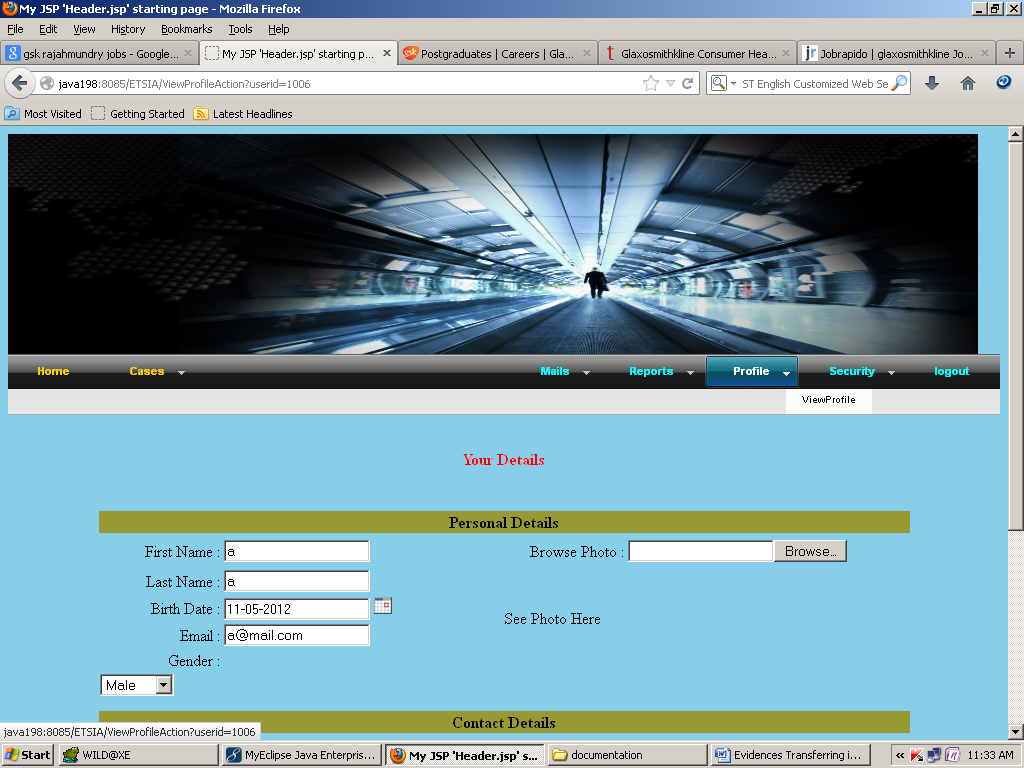 My JSP 'Header.jsp' starting page - Mozilla Firefox
File Edit View History Bookmarks Tools Help
gsk rajahmundry jobs - Google...
My JSP 'Header.jsp' starting p...
Postgraduates | Careers | Gla...
Glaxosmithkline Consumer Hea...
Jobrapido | glaxosmithkline Jo...
java198:8085/ETSIA/ViewProfileAction?userid=1006
ST English Customized Web Se
Most Visited Getting Started Latest Headlines
Home Cases Mails Reports Profile Security logout
ViewProfile
Your Details
Personal Details
First Name : a Browse Photo : Browse...
Last Name : a
Birth Date : 11-05-2012
See Photo Here
Email : a@mail.com
Gender :
Male
Contact Details
java198:8085/ETSIA/ViewProfileAction?userid=1006
Start WILD@XE MyEclipse Java Enterpris... My JSP 'Header.jsp' s... documentation Evidences Transferring i... « 11:33 AM